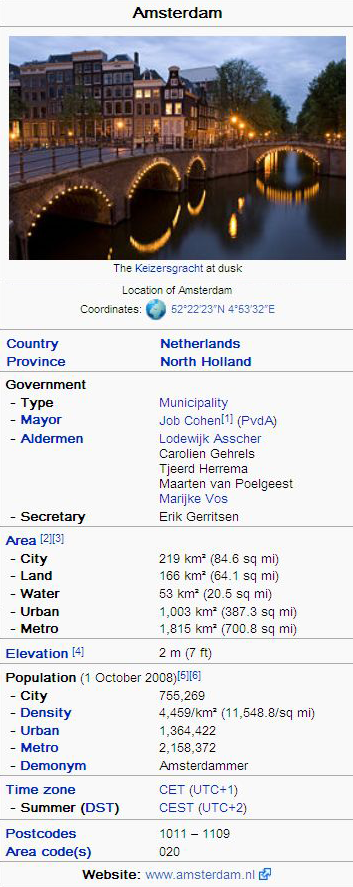 Amsterdam
The Keizersgracht at dusk
Location of Amsterdam
Coordinates: 52°22′23″N 4°53′32″E
Country Netherlands
Province North Holland
Government
- Type Municipality
- Mayor Job Cohen[1] (PvdA)
- Aldermen Lodewijk Asscher
Carolien Gehrels
Tjeerd Herrema
Maarten van Poelgeest
Marijke Vos
- Secretary Erik Gerritsen
Area [2][3]
- City 219 km² (84.6 sq mi)
- Land 166 km² (64.1 sq mi)
- Water 53 km² (20.5 sq mi)
- Urban 1,003 km² (387.3 sq mi)
- Metro 1,815 km² (700.8 sq mi)
Elevation [4] 2 m (7 ft)
Population (1 October 2008)[5][6]
- City 755,269
- Density 4,459/km² (11,548.8/sq mi)
- Urban 1,364,422
- Metro 2,158,372
- Demonym Amsterdammer
Time zone CET (UTC+1)
- Summer (DST) CEST (UTC+2)
Postcodes 1011 – 1109
Area code(s) 020
Website: www.amsterdam.nl